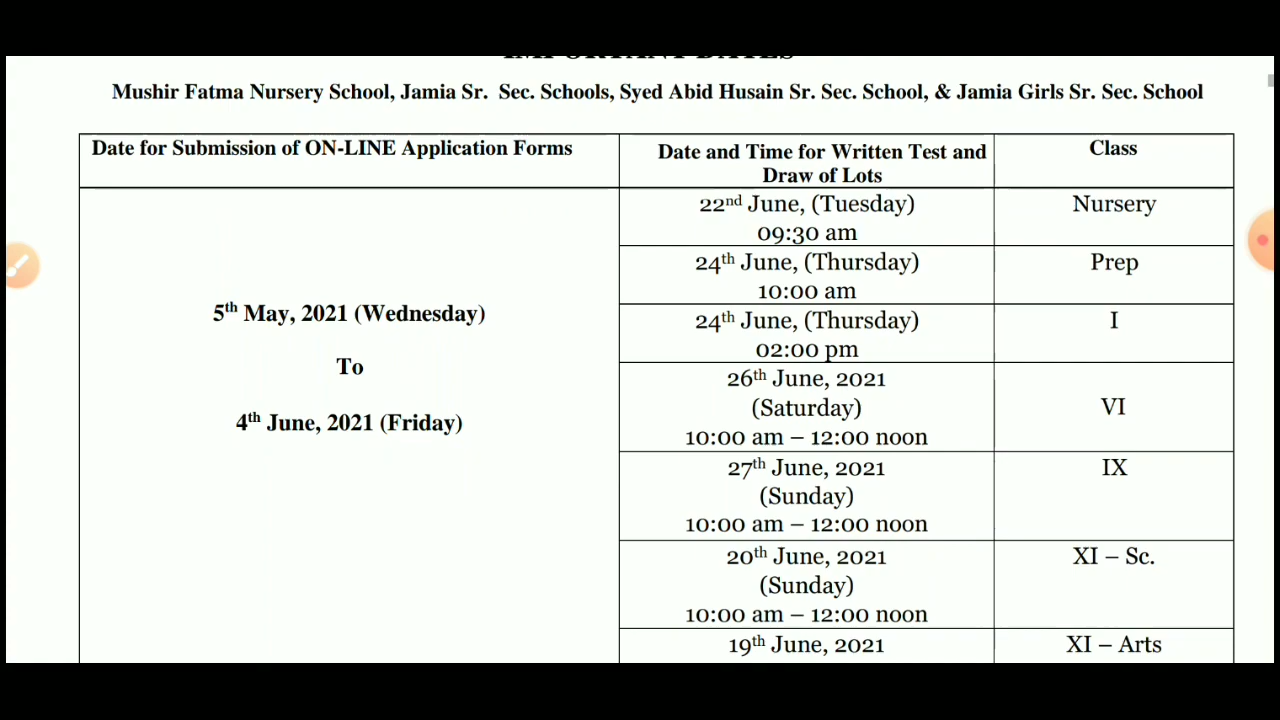 IMPORTANT DATES
Mushir Fatma Nursery School, Jamia Sr. Sec. Schools, Syed Abid Husain Sr. Sec. School, & Jamia Girls Sr. Sec. School
Date for Submission of ON-LINE Application Forms
Date and Time for Written Test and
Draw of Lots
Class
5th May, 2021 (Wednesday)
To
4th June, 2021 (Friday)
22nd June, (Tuesday)
09:30 am
Nursery
24th June, (Thursday)
10:00 am
Prep
24th June, (Thursday)
02:00 pm
I
26th June, 2021
(Saturday)
10:00 am – 12:00 noon
VI
27th June, 2021
(Sunday)
10:00 am – 12:00 noon
IX
20th June, 2021
(Sunday)
10:00 am – 12:00 noon
XI – Sc.
19th June, 2021
XI – Arts